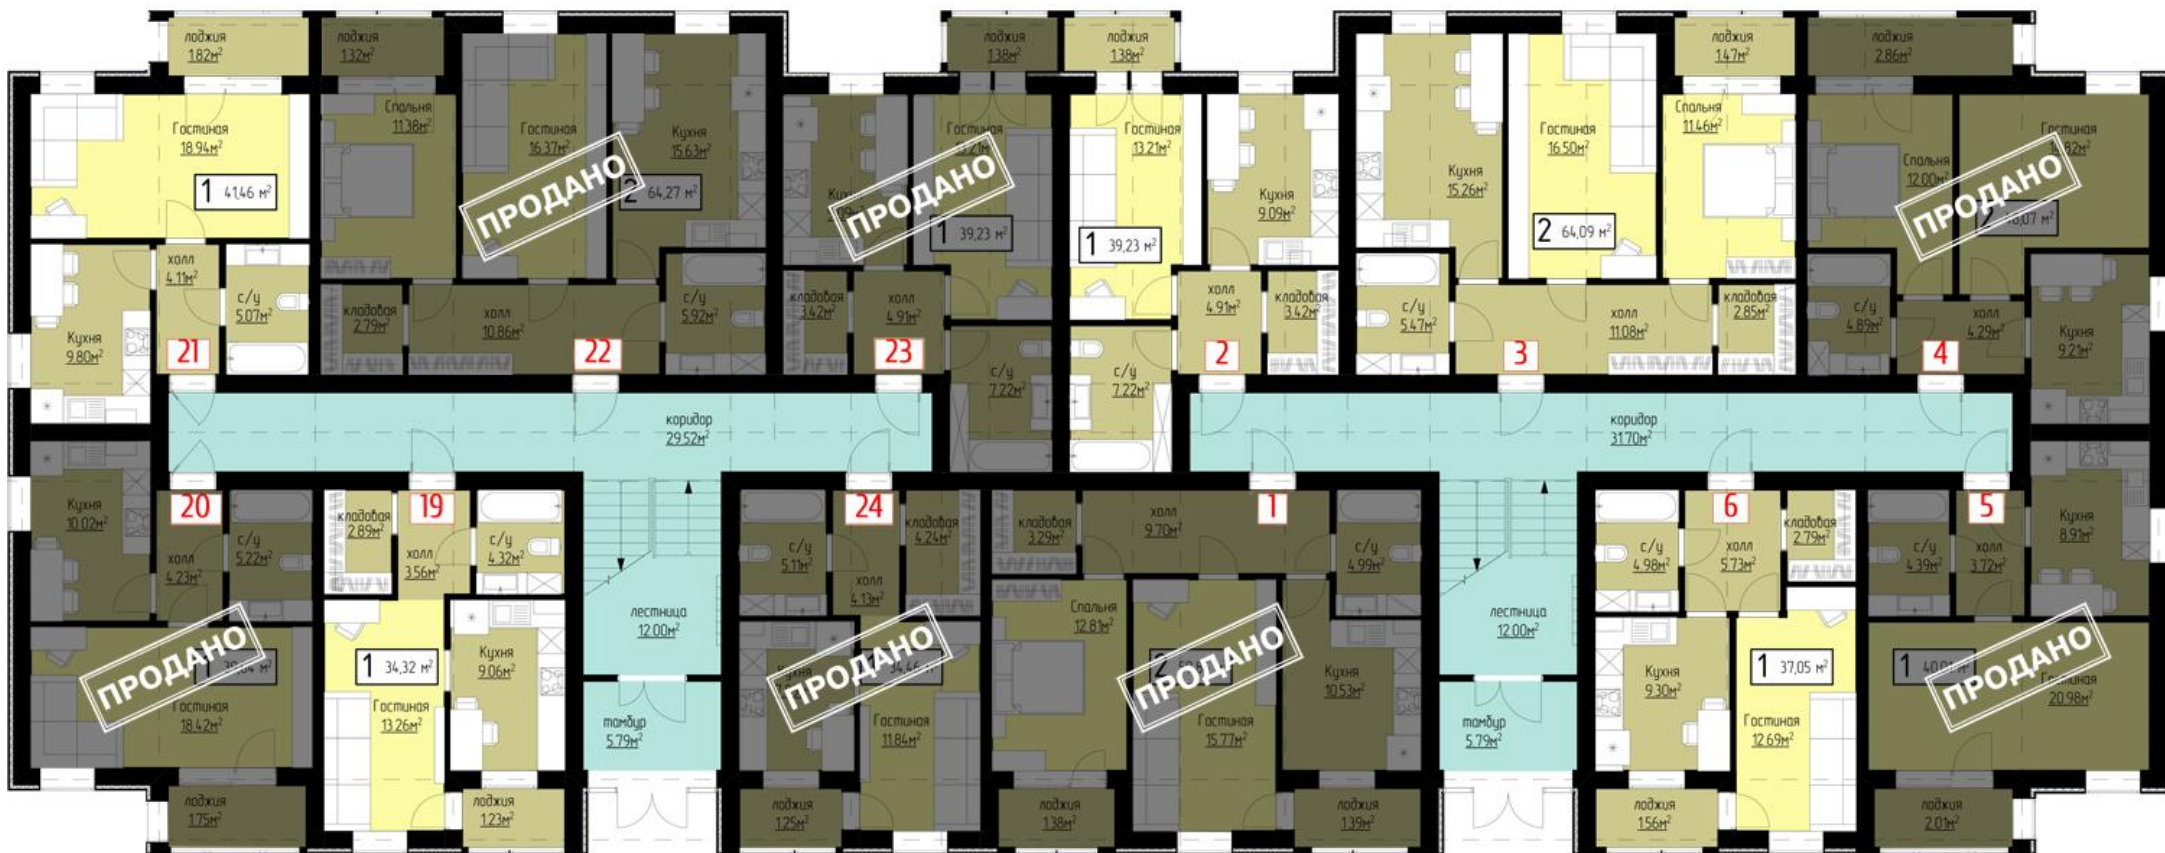 лоджия
1.82м²
лоджия
1.32м²
лоджия
1.38м²
лоджия
1.38м²
лоджия
1.47м²
лоджия
2.86м²
Гостиная
18.94м²
1 41,46 м²
Спальня
11.38м²
Гостиная
16.37м²
Кухня
15.63м²
2 64,27 м²
ПРОДАНО
Гостиная
13.21м²
1 39,23 м²
ПРОДАНО
Гостиная
13.21м²
1 39,23 м²
Кухня
9.09м²
Кухня
15.26м²
Гостиная
16.50м²
2 64,09 м²
Спальня
11.46м²
Спальня
12.00м²
Гостиная
ПРОДАНО
холл
4.11м²
с/у
5.07м²
Кухня
9.80м²
21
кладовая
2.79м²
холл
10.86м²
с/у
5.92м²
22
кладовая
3.42м²
холл
4.91м²
23
с/у
7.22м²
с/у
7.22м²
холл
4.91м²
кладовая
3.42м²
2
с/у
5.47м²
холл
11.08м²
кладовая
2.85м²
3
с/у
4.89м²
холл
4.29м²
4
Кухня
9.21м²
коридор
29.52м²
коридор
31.70м²
Кухня
10.02м²
20
холл
4.23м²
с/у
5.22м²
ПРОДАНО
Гостиная
18.42м²
кладовая
2.89м²
19
холл
3.56м²
с/у
4.32м²
1 34,32 м²
Гостиная
13.26м²
Кухня
9.06м²
лестница
12.00м²
тамбур
5.79м²
с/у
5.11м²
24
холл
4.13м²
кладовая
4.24м²
Кухня
ПРОДАНО
Гостиная
11.84м²
кладовая
3.29м²
холл
9.70м²
1
с/у
4.99м²
Спальня
12.81м²
ПРОДАНО
Гостиная
15.77м²
Кухня
10.53м²
лестница
12.00м²
тамбур
5.79м²
с/у
4.98м²
6
холл
5.73м²
кладовая
2.79м²
Кухня
9.30м²
1 37,05 м²
Гостиная
12.69м²
с/у
4.39м²
5
холл
3.72м²
Кухня
8.91м²
1 40,01 м²
ПРОДАНО
Гостиная
20.98м²
лоджия
1.75м²
лоджия
1.23м²
лоджия
1.25м²
лоджия
1.38м²
лоджия
1.39м²
лоджия
1.56м²
лоджия
2.01м²